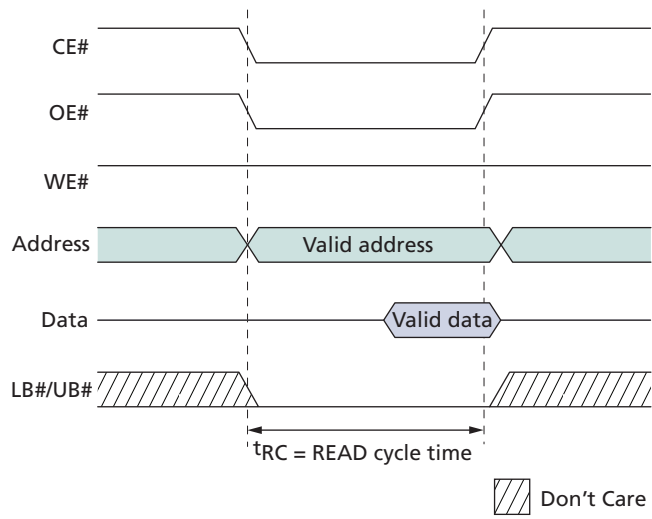 CE#
OE#
WE#
Address
Valid address
Data
Valid data
LB#/UB#
tRC = READ cycle time
Don't Care